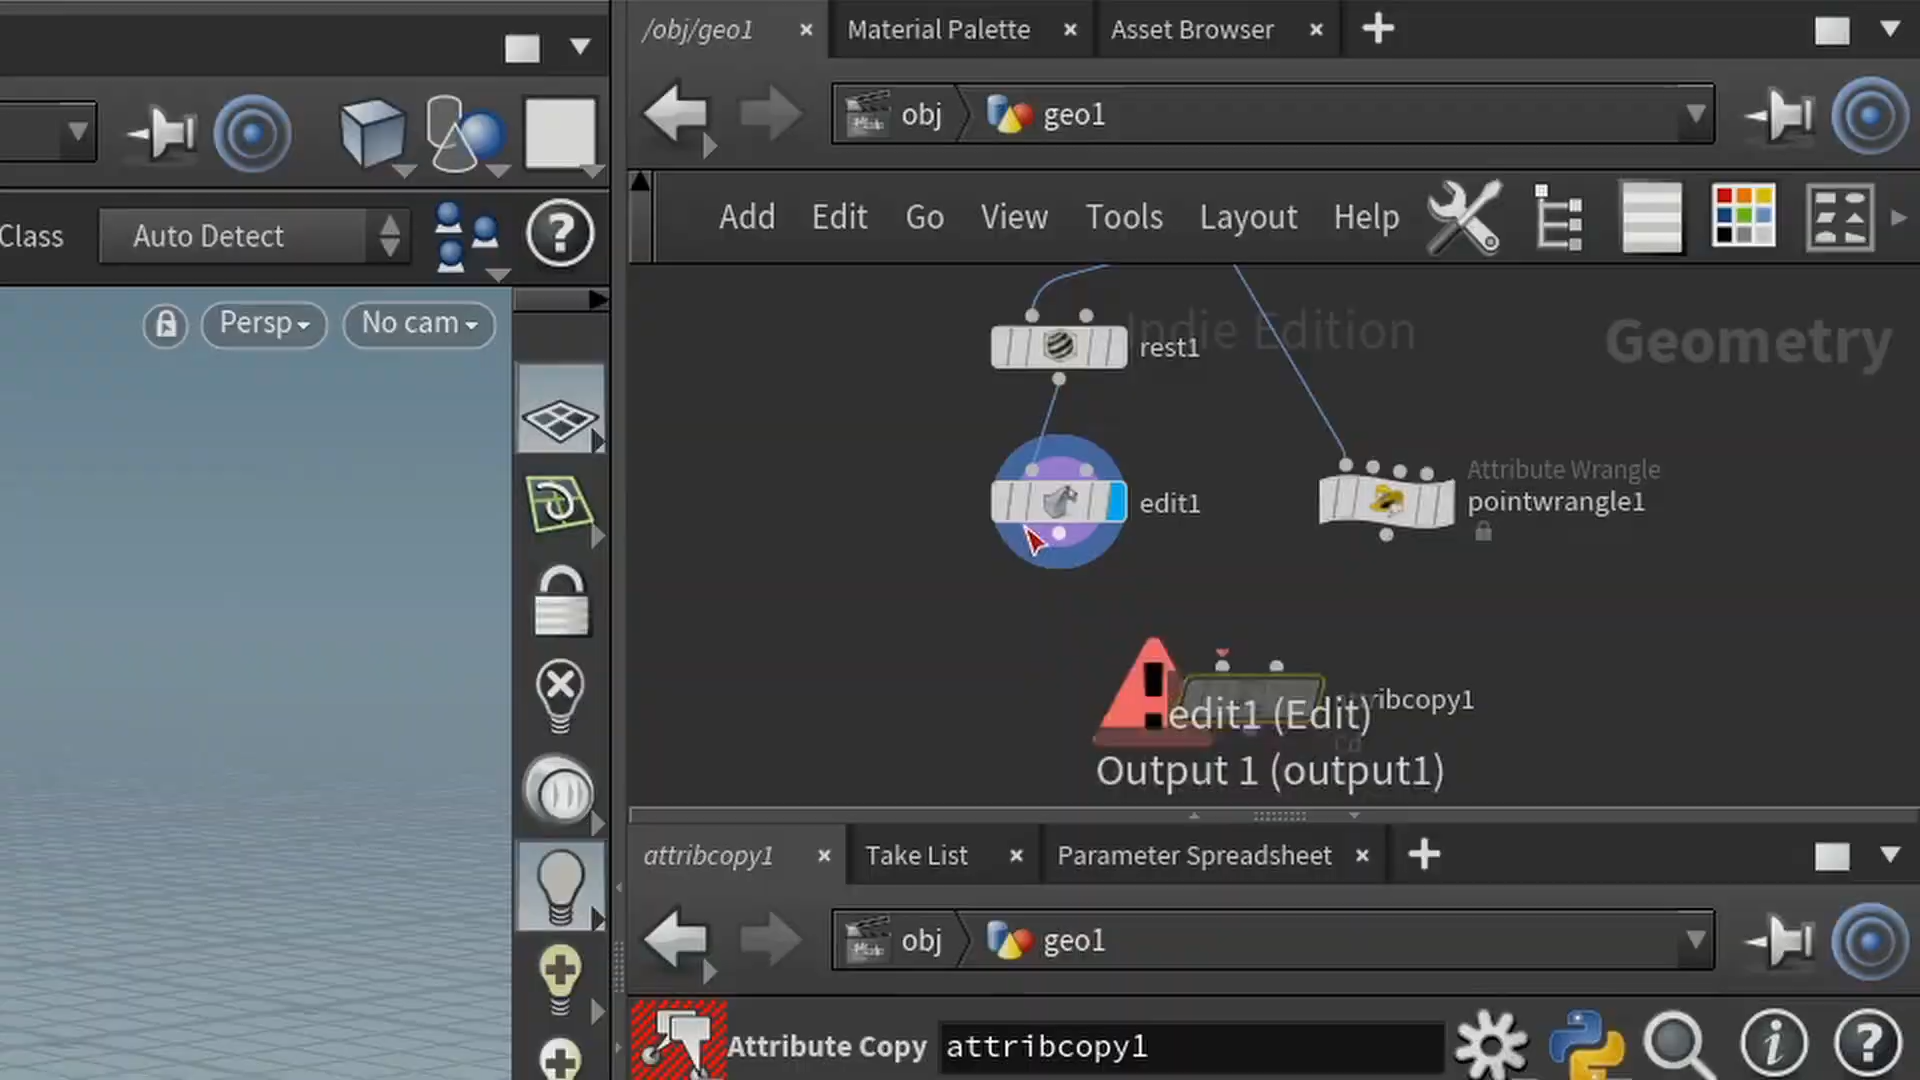 /obj/geo1
Material Palette
Asset Browser
obj
geo1
Class
Auto Detect
Add Edit Go View Tools Layout Help
Persp
No cam
Indie Edition
Geometry
rest1
edit1
Attribute Wrangle
pointwrangle1
edit1 (Edit)
Output 1 (output1)
attribcopy1
Take List
Parameter Spreadsheet
obj
geo1
Attribute Copy
attribcopy1